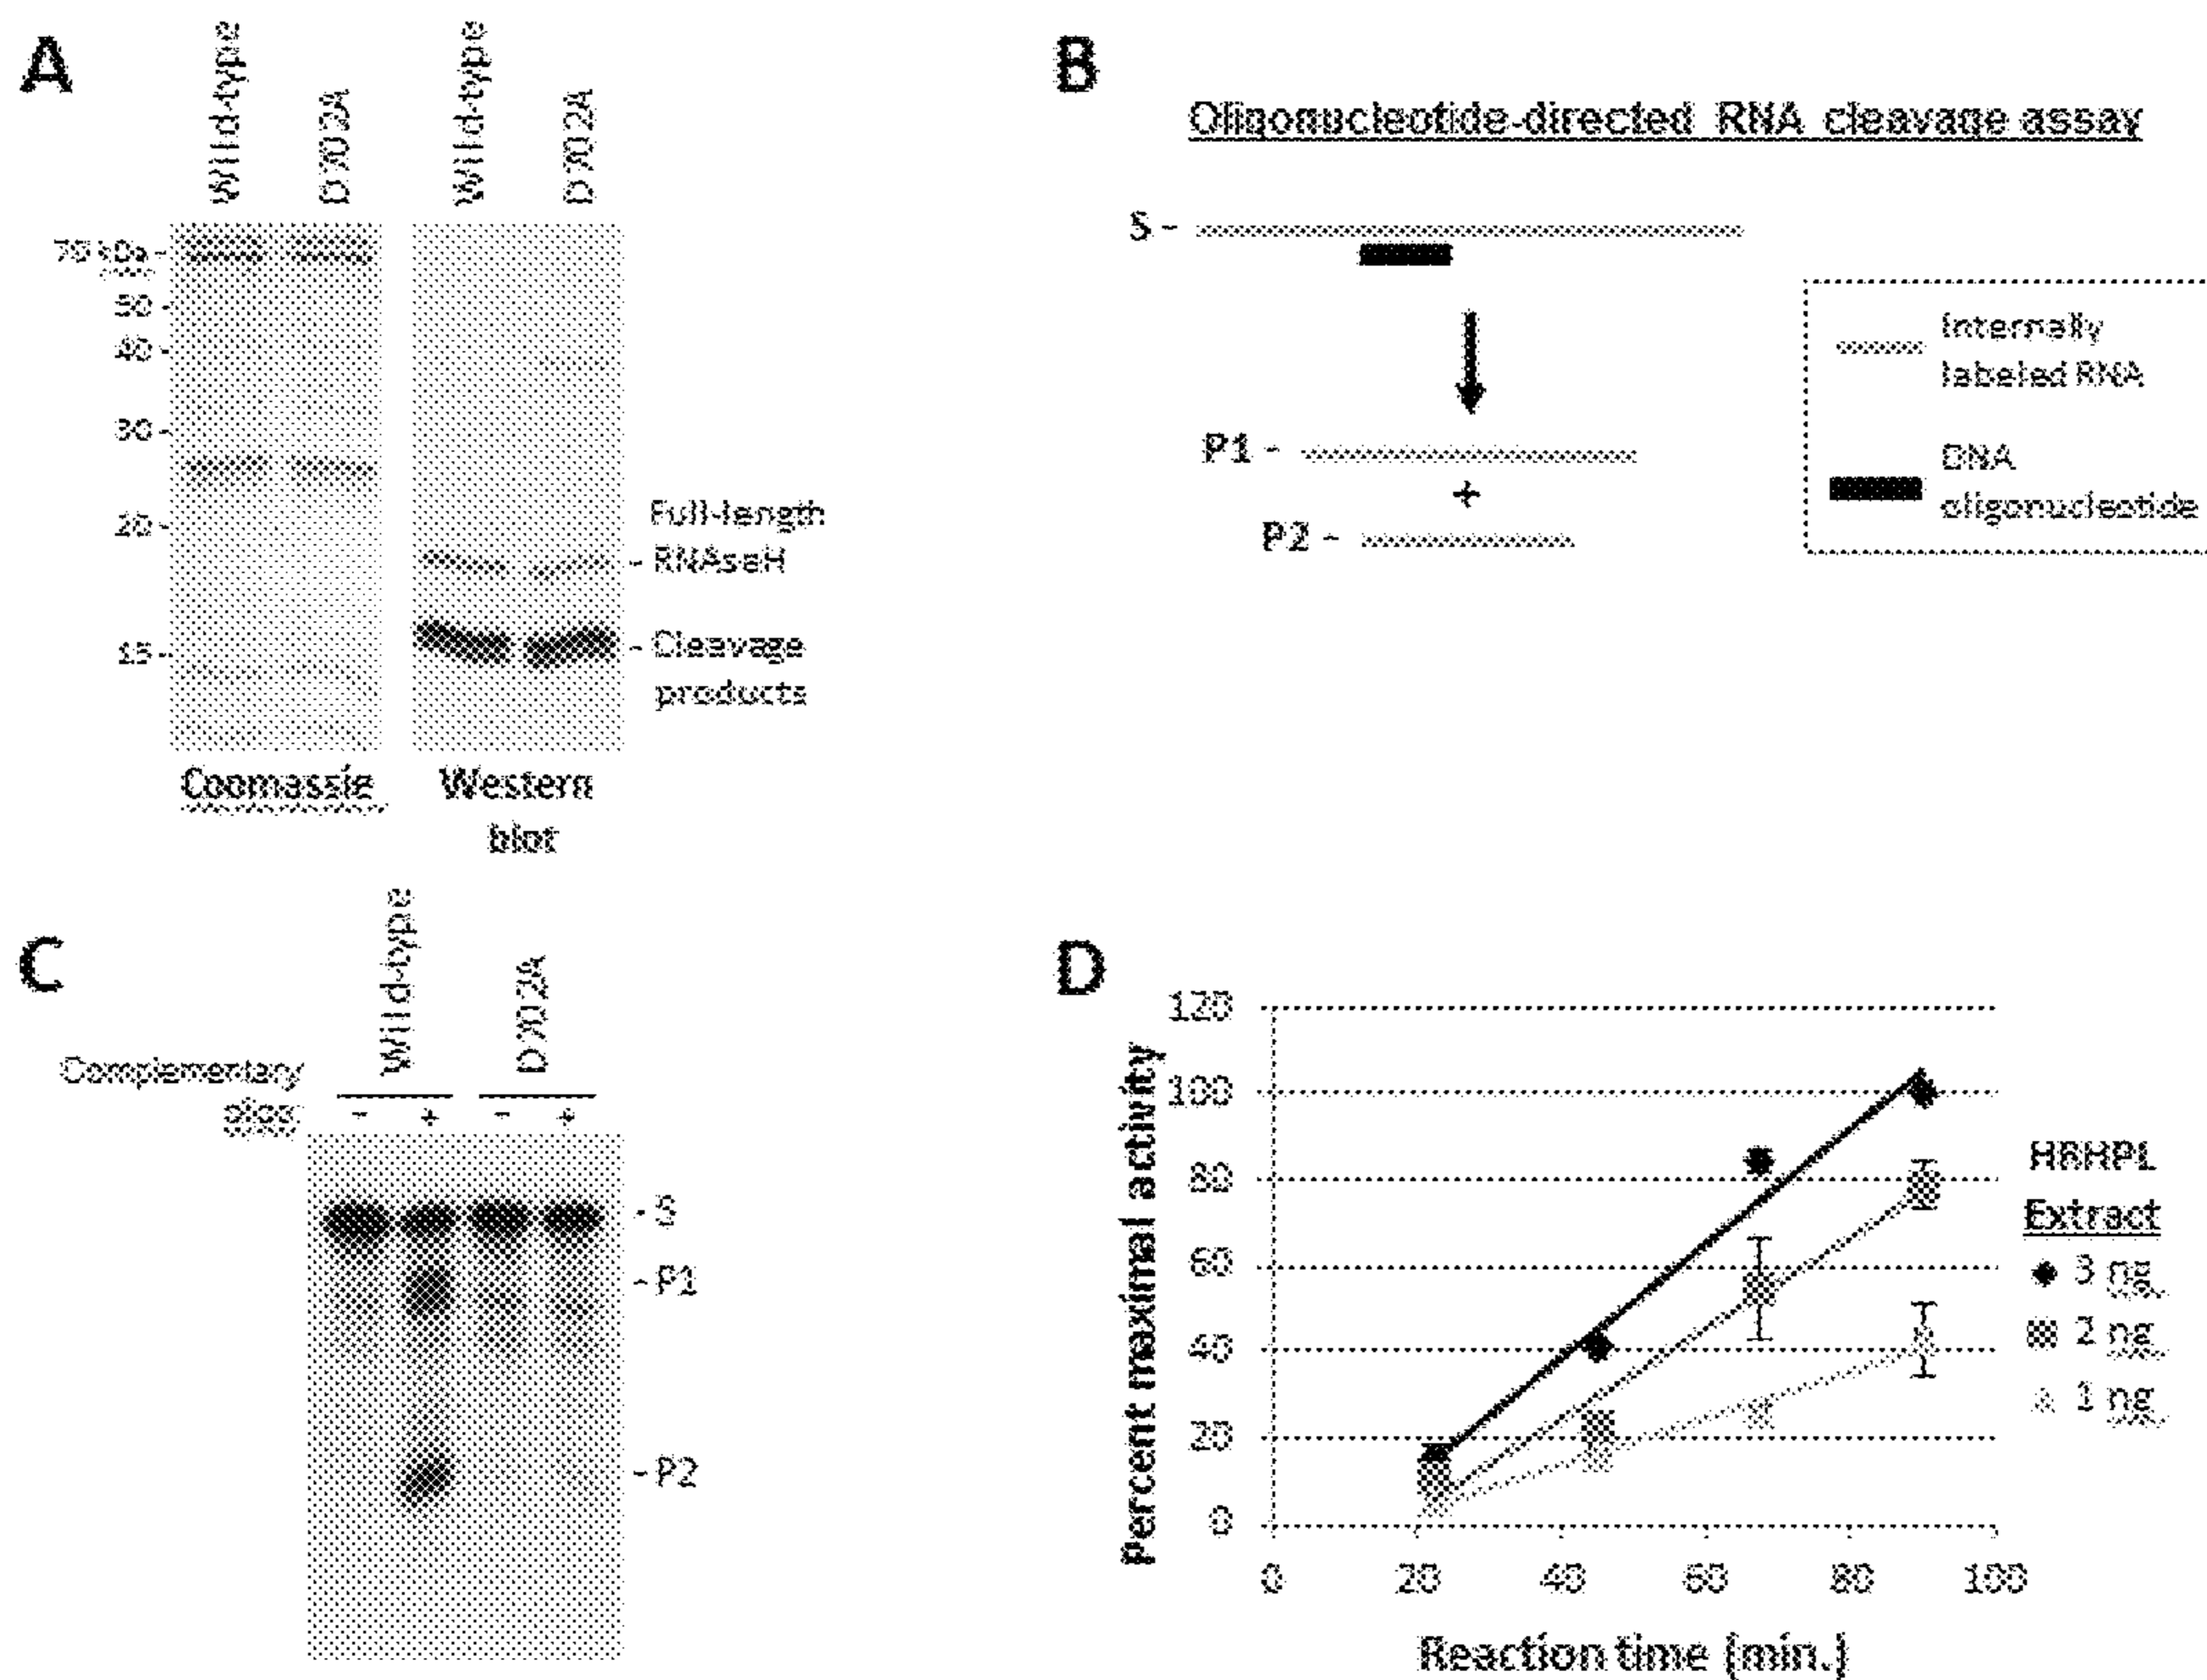 A
Wild-type
D702A
Wild-type
D702A
70 kDa -
50 -
40 -
30 -
20 -
15 -
Full-length
- RNAseH
- Cleavage
products
Coomassie
Western
blot
B
Oligonucleotide-directed RNA cleavage assay
S -
P1 -
+
P2 -
Internally
labeled RNA
DNA
oligonucleotide
C
Wild-type
D702A
Complementary
oligo:
- + - +
- S
- P1
- P2
D
Percent maximal activity
120
100
80
60
40
20
0
0 20 40 60 80 100
Reaction time (min.)
Extract
3 ng
2 ng
1 ng